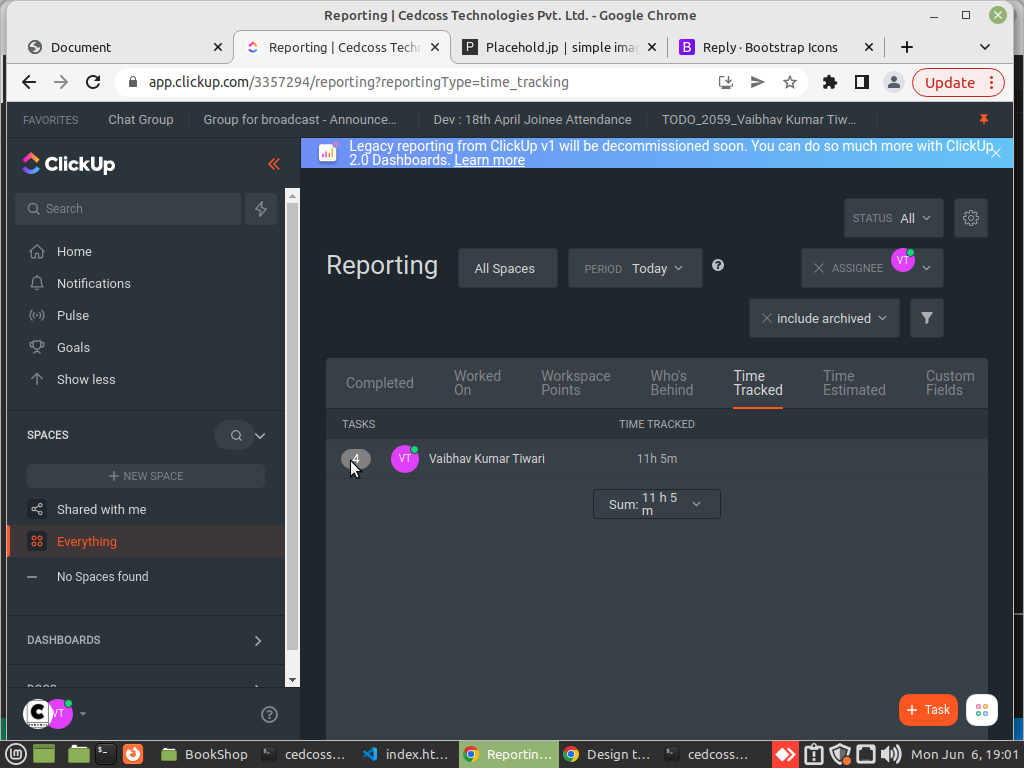 Reporting | Cedcoss Technologies Pvt. Ltd. - Google Chrome
Document
Reporting | Cedcoss Techn
Placehold.jp | simple imag
Reply · Bootstrap Icons
app.clickup.com/3357294/reporting?reportingType=time_tracking
Update
FAVORITES
Chat Group
Group for broadcast - Announce...
Dev : 18th April Joinee Attendance
TODO_2059_Vaibhav Kumar Tiw...
ClickUp
Legacy reporting from ClickUp v1 will be decommissioned soon. You can do so much more with ClickUp
2.0 Dashboards. Learn more
Search
Home
Notifications
Pulse
Goals
Show less
SPACES
+ NEW SPACE
Shared with me
Everything
No Spaces found
DASHBOARDS
DOCS
C
VT
STATUS All
Reporting
All Spaces
PERIOD Today
ASSIGNEE VT
include archived
Completed
Worked
On
Workspace
Points
Who's
Behind
Time
Tracked
Time
Estimated
Custom
Fields
TASKS
TIME TRACKED
4
VT
Vaibhav Kumar Tiwari
11h 5m
Sum: 11 h 5
m
+ Task
BookShop
cedcoss...
index.ht...
Reportin...
Design t...
cedcoss...
Mon Jun 6, 19:01